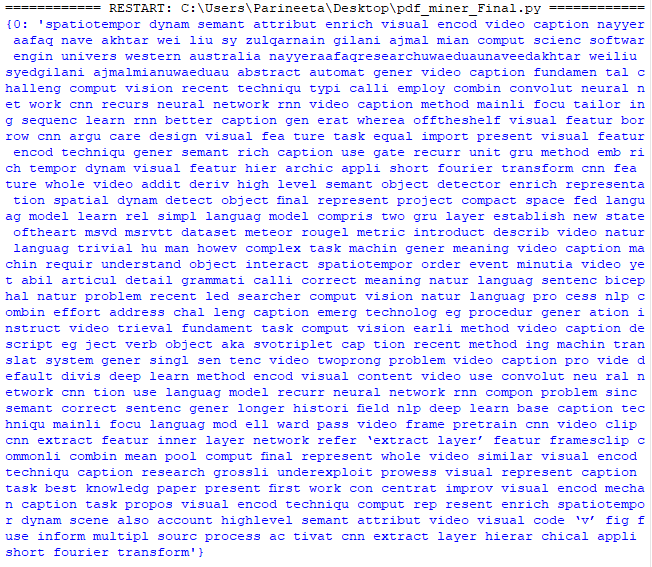 ============ RESTART: C:\Users\Parineeta\Desktop\pdf_miner_Final.py ============
{0: 'spatiotempor dynam semant attribut enrich visual encod video caption nayyer
 aafaq nave akhtar wei liu sy zulqarnain gilani ajmal mian comput scienc softwar
 engin univers western australia nayyeraafaqresearchuwaeduaunaveedakhtar weiliu
syedgilani ajmalmianuwaeduau abstract automat gener video caption fundamen tal c
halleng comput vision recent techniqu typi calli employ combin convolut neural n
et work cnn recurs neural network rnn video caption method mainli focu tailor in
g sequenc learn rnn better caption gen erat wherea offtheshelf visual featur bor
row cnn argu care design visual fea ture task equal import present visual featur
 encod techniqu gener semant rich caption use gate recurr unit gru method emb ri
ch tempor dynam visual featur hier archic appli short fourier transform cnn fea
ture whole video addit deriv high level semant object detector enrich representa
tion spatial dynam detect object final represent project compact space fed langu
ag model learn rel simpl languag model compris two gru layer establish new state
oftheart msvd msrvtt dataset meteor rougel metric introduct describ video natur
 languag trivial hu man howev complex task machin gener meaning video caption ma
chin requir understand object interact spatiotempor order event minutia video ye
t abil articul detail grammati calli correct meaning natur languag sentenc bicep
hal natur problem recent led searcher comput vision natur languag pro cess nlp c
ombin effort address chal leng caption emerg technolog eg procedur gener ation i
nstruct video trieval fundament task comput vision earli method video caption de
script eg ject verb object aka svotriplet cap tion recent method ing machin tran
slat system gener singl sen tenc video twoprong problem video caption pro vide d
efault divis deep learn method encod visual content video use convolut neu ral n
etwork cnn tion use languag model recurr neural network rnn compon problem sinc
semant correct sentenc gener longer histori field nlp deep learn base caption tec
hniqu mainli focu languag mod ell ward pass video frame pretrain cnn video clip
cnn extract featur inner layer network refer ‘extract layer’ featur framesclip c
ommonli combin mean pool comput final represent whole video similar visual encod
techniqu caption research grossli underexploit prowess visual represent caption
task best knowledg paper present first work con centrat improv visual encod mecha
n caption task propos visual encod techniqu comput rep resent enrich spatiotempo
r dynam scene also account highlevel semant attribut video visual code ‘v’ fig f
use inform multipl sourc process ac tivat cnn extract layer hierar chical appli
short fourier transform'}